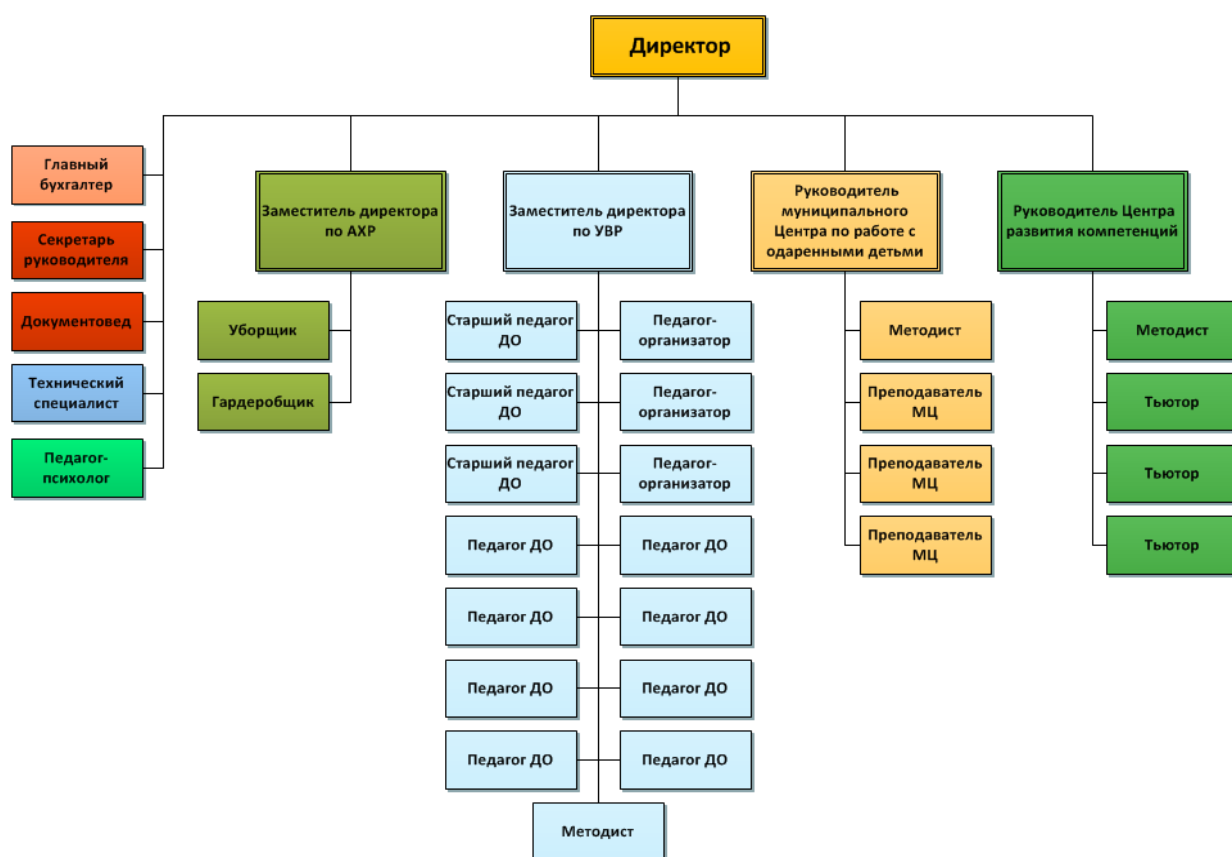 Директор
Главный
бухгалтер
Секретарь
руководителя
Документовед
Технический
специалист
Педагог-
психолог
Заместитель директора
по АХР
Уборщик
Гардеробщик
Заместитель директора
по УВР
Старший педагог
ДО
Педагог-
организатор
Старший педагог
ДО
Педагог-
организатор
Старший педагог
ДО
Педагог-
организатор
Педагог ДО
Педагог ДО
Педагог ДО
Педагог ДО
Педагог ДО
Педагог ДО
Педагог ДО
Педагог ДО
Методист
Руководитель
муниципального
Центра по работе с
одаренными детьми
Методист
Преподаватель
МЦ
Преподаватель
МЦ
Преподаватель
МЦ
Руководитель Центра
развития компетенций
Методист
Тьютор
Тьютор
Тьютор